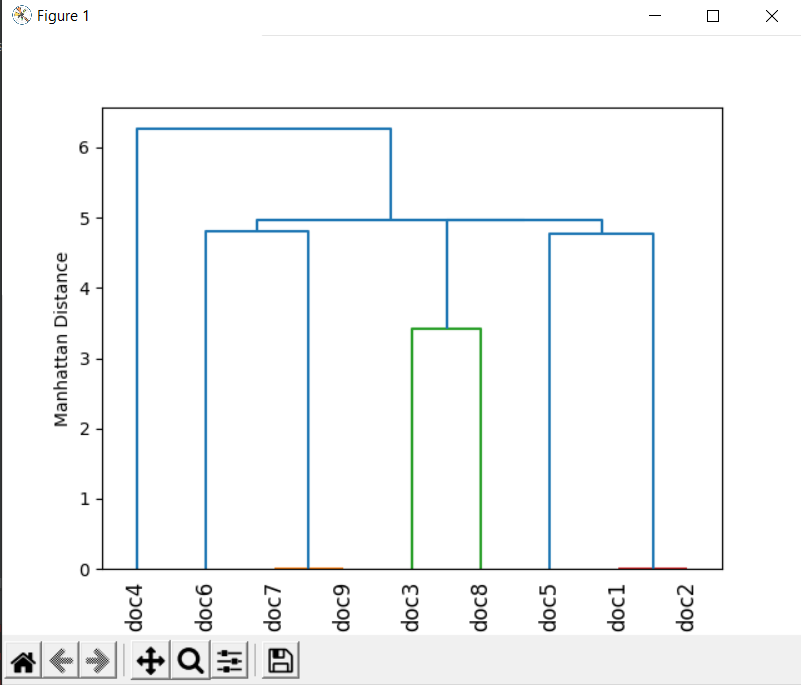 Figure 1
6
5
4
3
2
1
0
Manhattan Distance
doc4
doc6
doc7
doc9
doc3
doc8
doc5
doc1
doc2